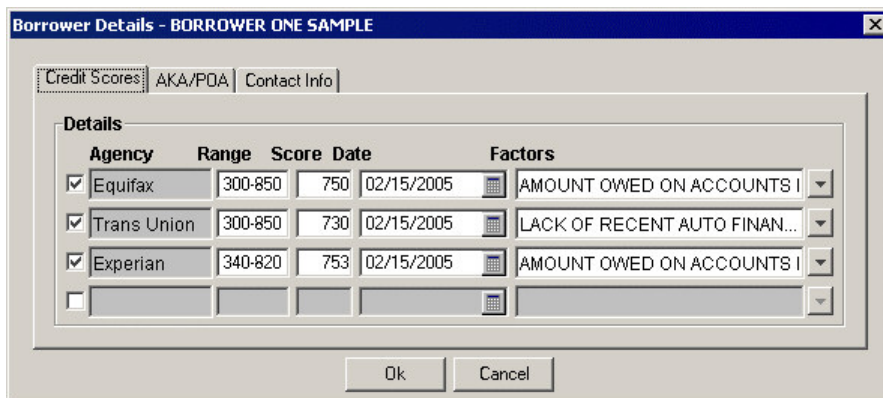 Borrower Details - BORROWER ONE SAMPLE
Credit Scores AKA/POA Contact Info
Details
Agency Range Score Date Factors
Equifax 300-850 750 02/15/2005 AMOUNT OWED ON ACCOUNTS I
Trans Union 300-850 730 02/15/2005 LACK OF RECENT AUTO FINAN...
Experian 340-820 753 02/15/2005 AMOUNT OWED ON ACCOUNTS I
Ok Cancel